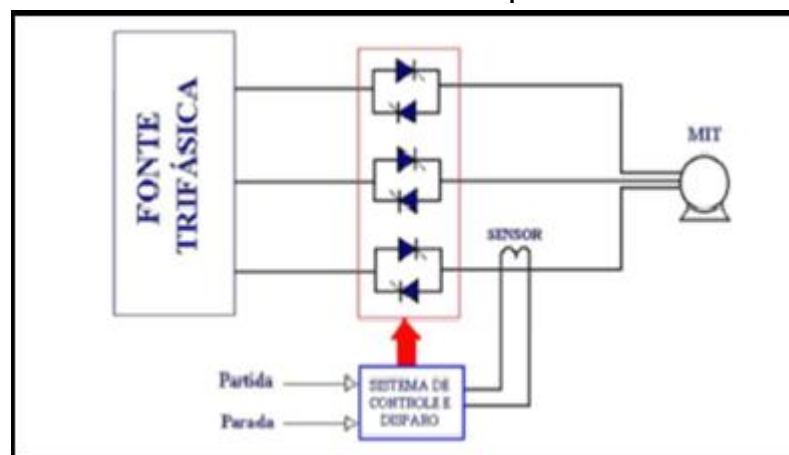 FONTE
TRIFÁSICA
MIT
SENSOR
Partida
Parada
SISTEMA DE
CONTROLE E
DISPARO